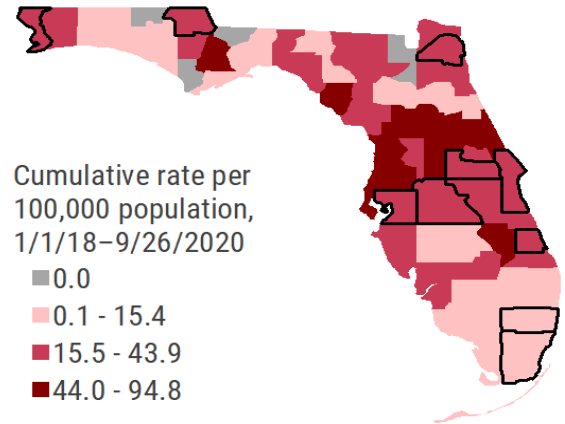 Cumulative rate per
100,000 population,
1/1/18–9/26/2020
0.0
0.1 - 15.4
15.5 - 43.9
44.0 - 94.8